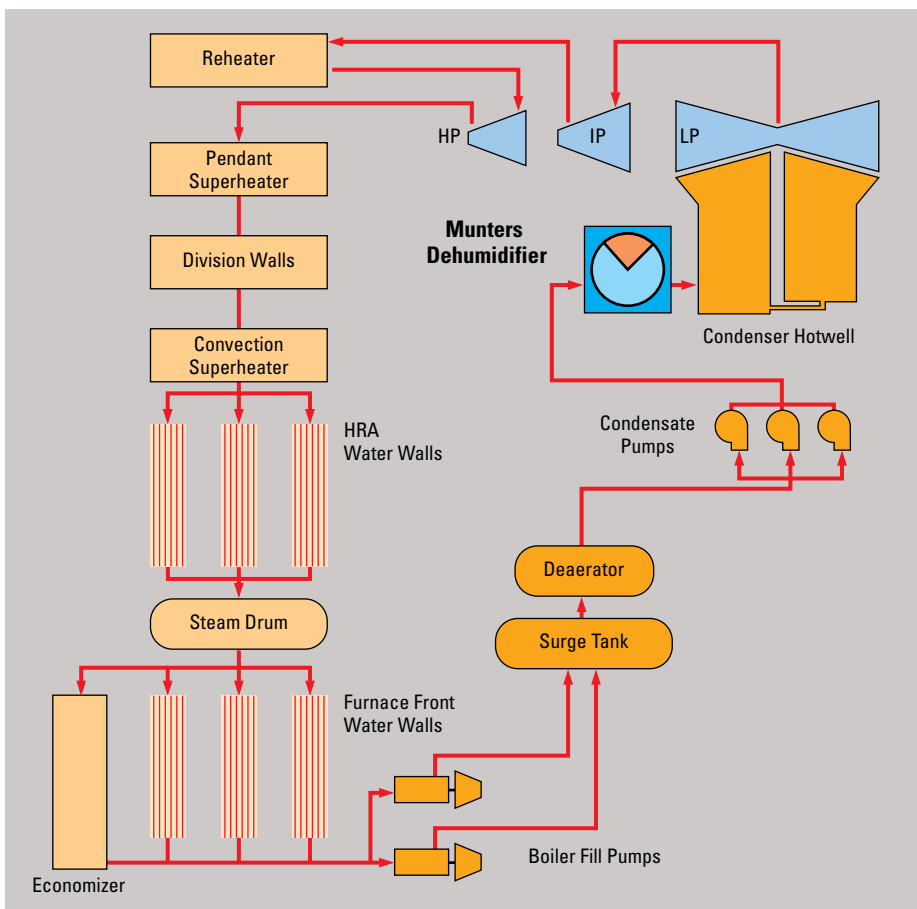 Reheater
HP
IP
LP
Pendant
Superheater
Munters
Dehumidifier
Division Walls
Condenser Hotwell
Convection
Superheater
HRA
Water Walls
Condensate
Pumps
Deaerator
Steam Drum
Surge Tank
Furnace Front
Water Walls
Boiler Fill Pumps
Economizer